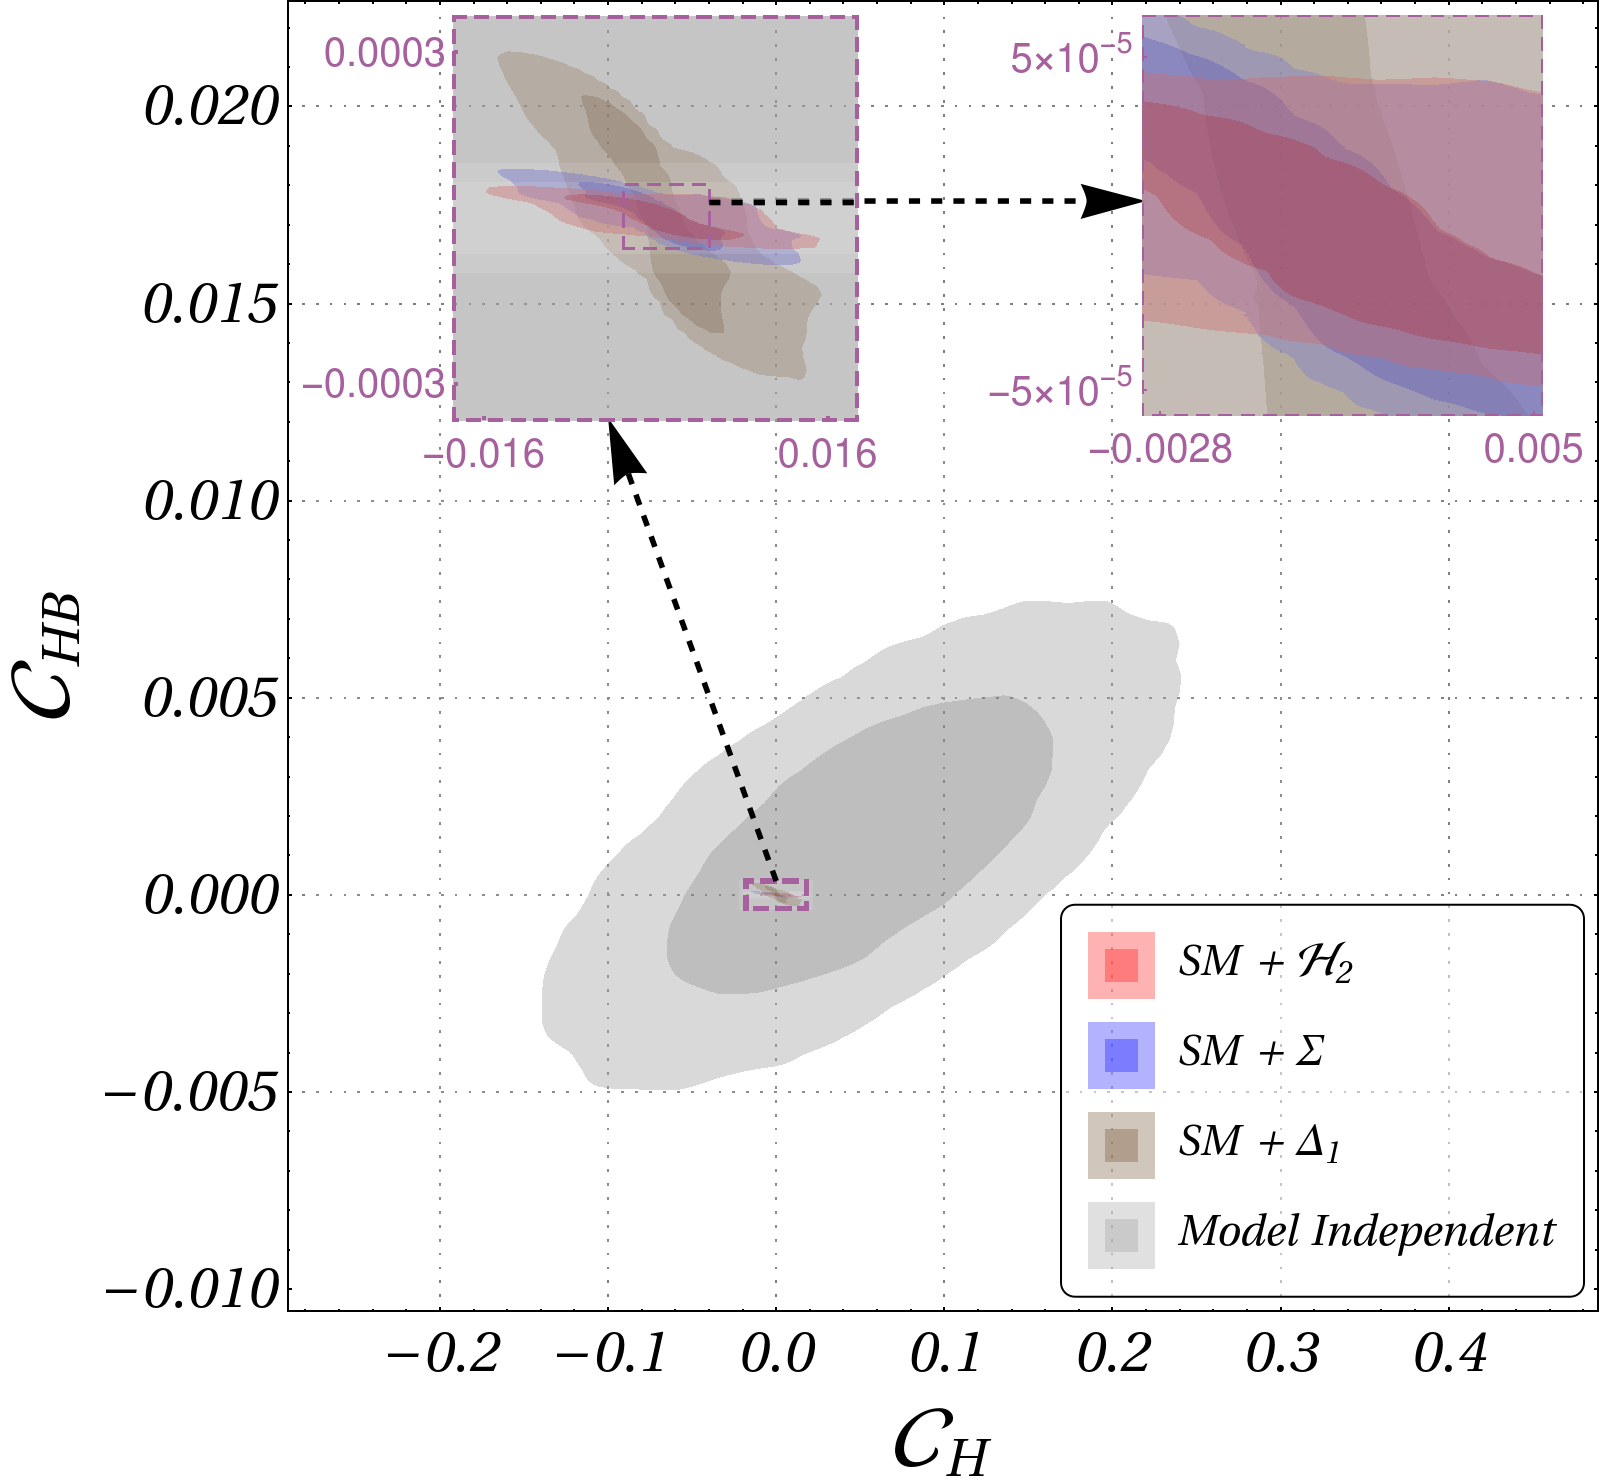 0.0003
−0.0003
−0.016 0.016
5×10⁻⁵
−5×10⁻⁵
−0.0028 0.005
0.020
0.015
0.010
0.005
0.000
−0.005
−0.010
𝒞_HB
SM + ℋ₂
SM + Σ
SM + Δ₁
Model Independent
−0.2 −0.1 0.0 0.1 0.2 0.3 0.4
𝒞_H